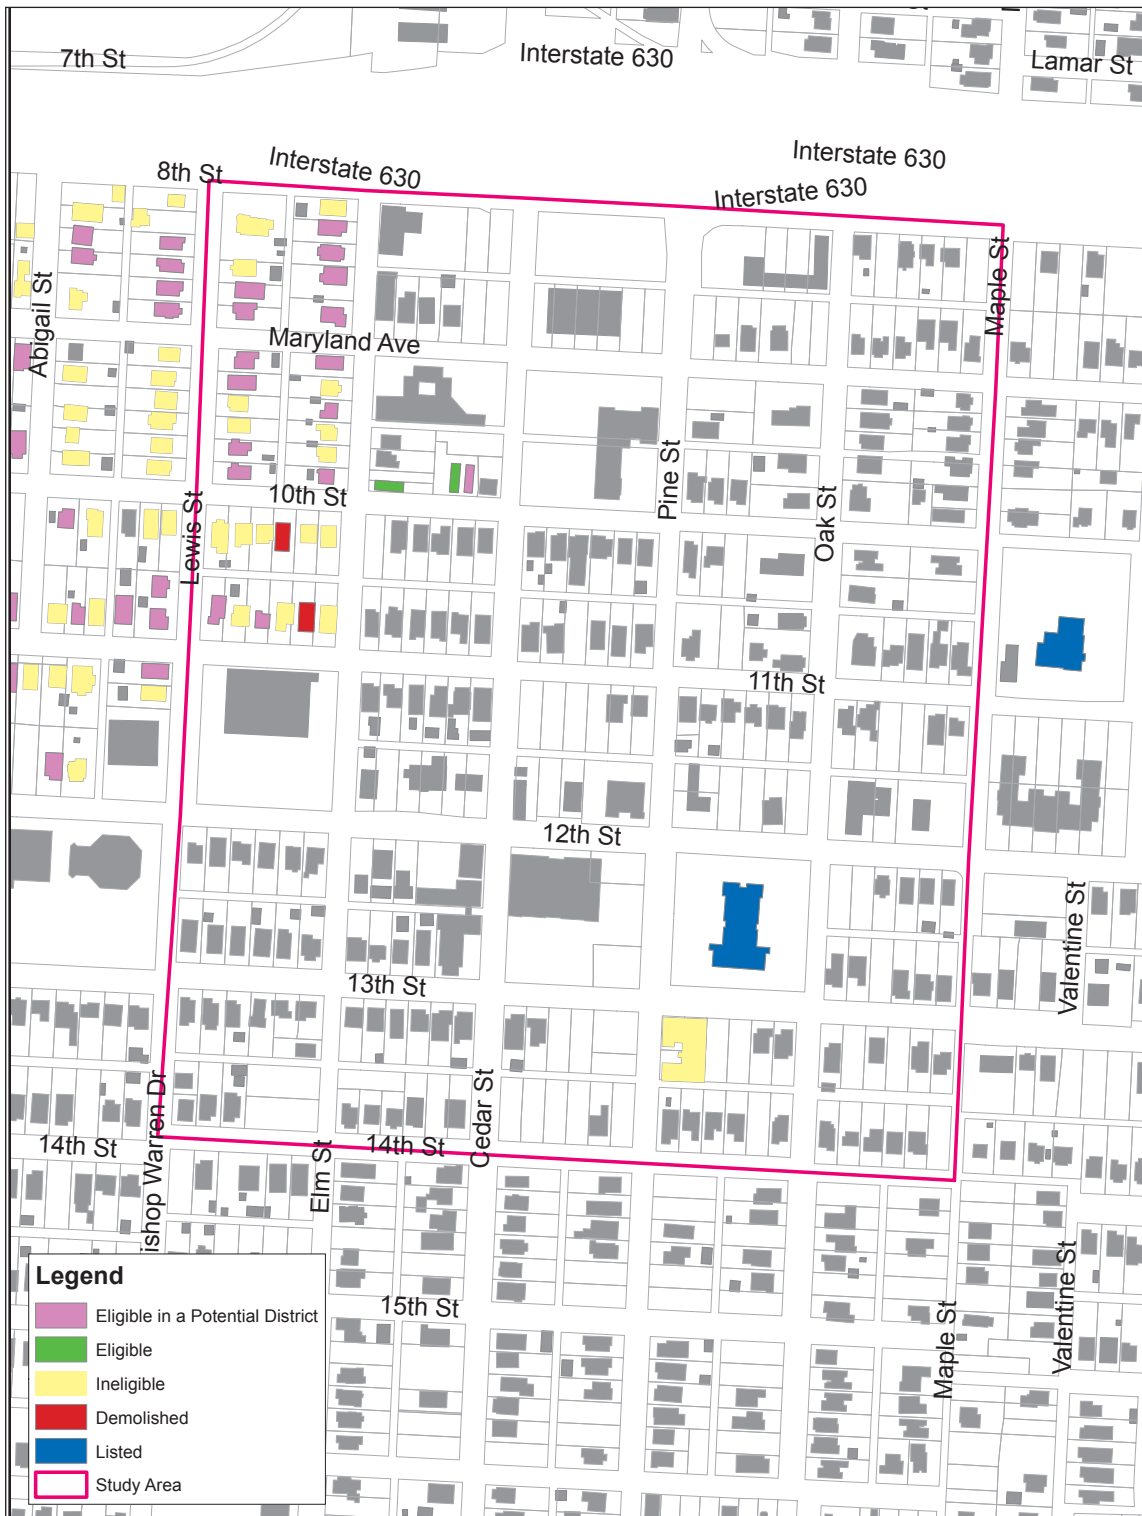 7th St
Interstate 630
Lamar St
8th St
Interstate 630
Interstate 630
Interstate 630
Abigail St
Maryland Ave
Maple St
Pine St
Oak St
10th St
Lewis St
11th St
12th St
13th St
Valentine St
Cedar St
14th St
ishop Warren Dr
Elm St
14th St
15th St
Maple St
Valentine St
Legend
Eligible in a Potential District
Eligible
Ineligible
Demolished
Listed
Study Area